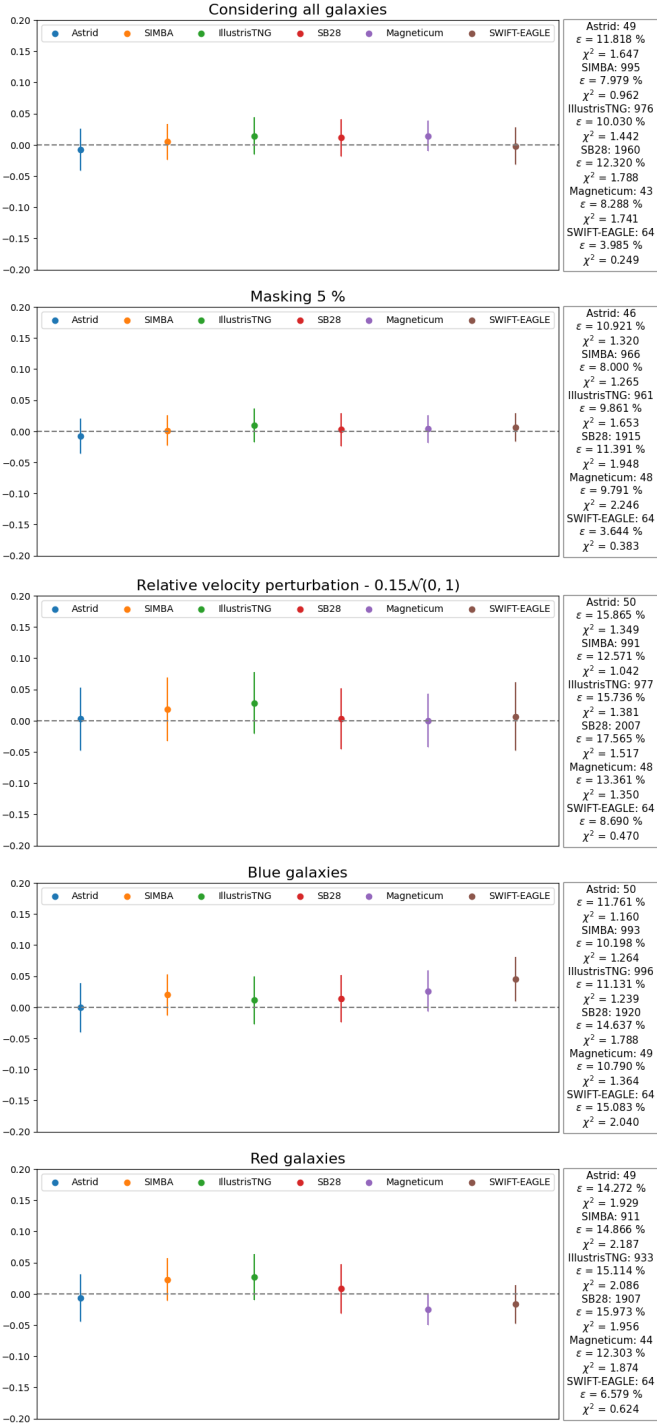 Considering all galaxies
Astrid SIMBA IllustrisTNG SB28 Magneticum SWIFT-EAGLE
0.20
0.15
0.10
0.05
0.00
−0.05
−0.10
−0.15
−0.20
Astrid: 49
ε = 11.818 %
χ² = 1.647
SIMBA: 995
ε = 7.979 %
χ² = 0.962
IllustrisTNG: 976
ε = 10.030 %
χ² = 1.442
SB28: 1960
ε = 12.320 %
χ² = 1.788
Magneticum: 43
ε = 8.288 %
χ² = 1.741
SWIFT-EAGLE: 64
ε = 3.985 %
χ² = 0.249
Masking 5 %
Astrid SIMBA IllustrisTNG SB28 Magneticum SWIFT-EAGLE
0.20
0.15
0.10
0.05
0.00
−0.05
−0.10
−0.15
−0.20
Astrid: 46
ε = 10.921 %
χ² = 1.320
SIMBA: 966
ε = 8.000 %
χ² = 1.265
IllustrisTNG: 961
ε = 9.861 %
χ² = 1.653
SB28: 1915
ε = 11.391 %
χ² = 1.948
Magneticum: 48
ε = 9.791 %
χ² = 2.246
SWIFT-EAGLE: 64
ε = 3.644 %
χ² = 0.383
Relative velocity perturbation - 0.15𝒩(0, 1)
Astrid SIMBA IllustrisTNG SB28 Magneticum SWIFT-EAGLE
0.20
0.15
0.10
0.05
0.00
−0.05
−0.10
−0.15
−0.20
Astrid: 50
ε = 15.865 %
χ² = 1.349
SIMBA: 991
ε = 12.571 %
χ² = 1.042
IllustrisTNG: 977
ε = 15.736 %
χ² = 1.381
SB28: 2007
ε = 17.565 %
χ² = 1.517
Magneticum: 48
ε = 13.361 %
χ² = 1.350
SWIFT-EAGLE: 64
ε = 8.690 %
χ² = 0.470
Blue galaxies
Astrid SIMBA IllustrisTNG SB28 Magneticum SWIFT-EAGLE
0.20
0.15
0.10
0.05
0.00
−0.05
−0.10
−0.15
−0.20
Astrid: 50
ε = 11.761 %
χ² = 1.160
SIMBA: 993
ε = 10.198 %
χ² = 1.264
IllustrisTNG: 996
ε = 11.131 %
χ² = 1.239
SB28: 1920
ε = 14.637 %
χ² = 1.788
Magneticum: 49
ε = 10.790 %
χ² = 1.364
SWIFT-EAGLE: 64
ε = 15.083 %
χ² = 2.040
Red galaxies
Astrid SIMBA IllustrisTNG SB28 Magneticum SWIFT-EAGLE
0.20
0.15
0.10
0.05
0.00
−0.05
−0.10
−0.15
−0.20
Astrid: 49
ε = 14.272 %
χ² = 1.929
SIMBA: 911
ε = 14.866 %
χ² = 2.187
IllustrisTNG: 933
ε = 15.114 %
χ² = 2.086
SB28: 1907
ε = 15.973 %
χ² = 1.956
Magneticum: 44
ε = 12.303 %
χ² = 1.874
SWIFT-EAGLE: 64
ε = 6.579 %
χ² = 0.624